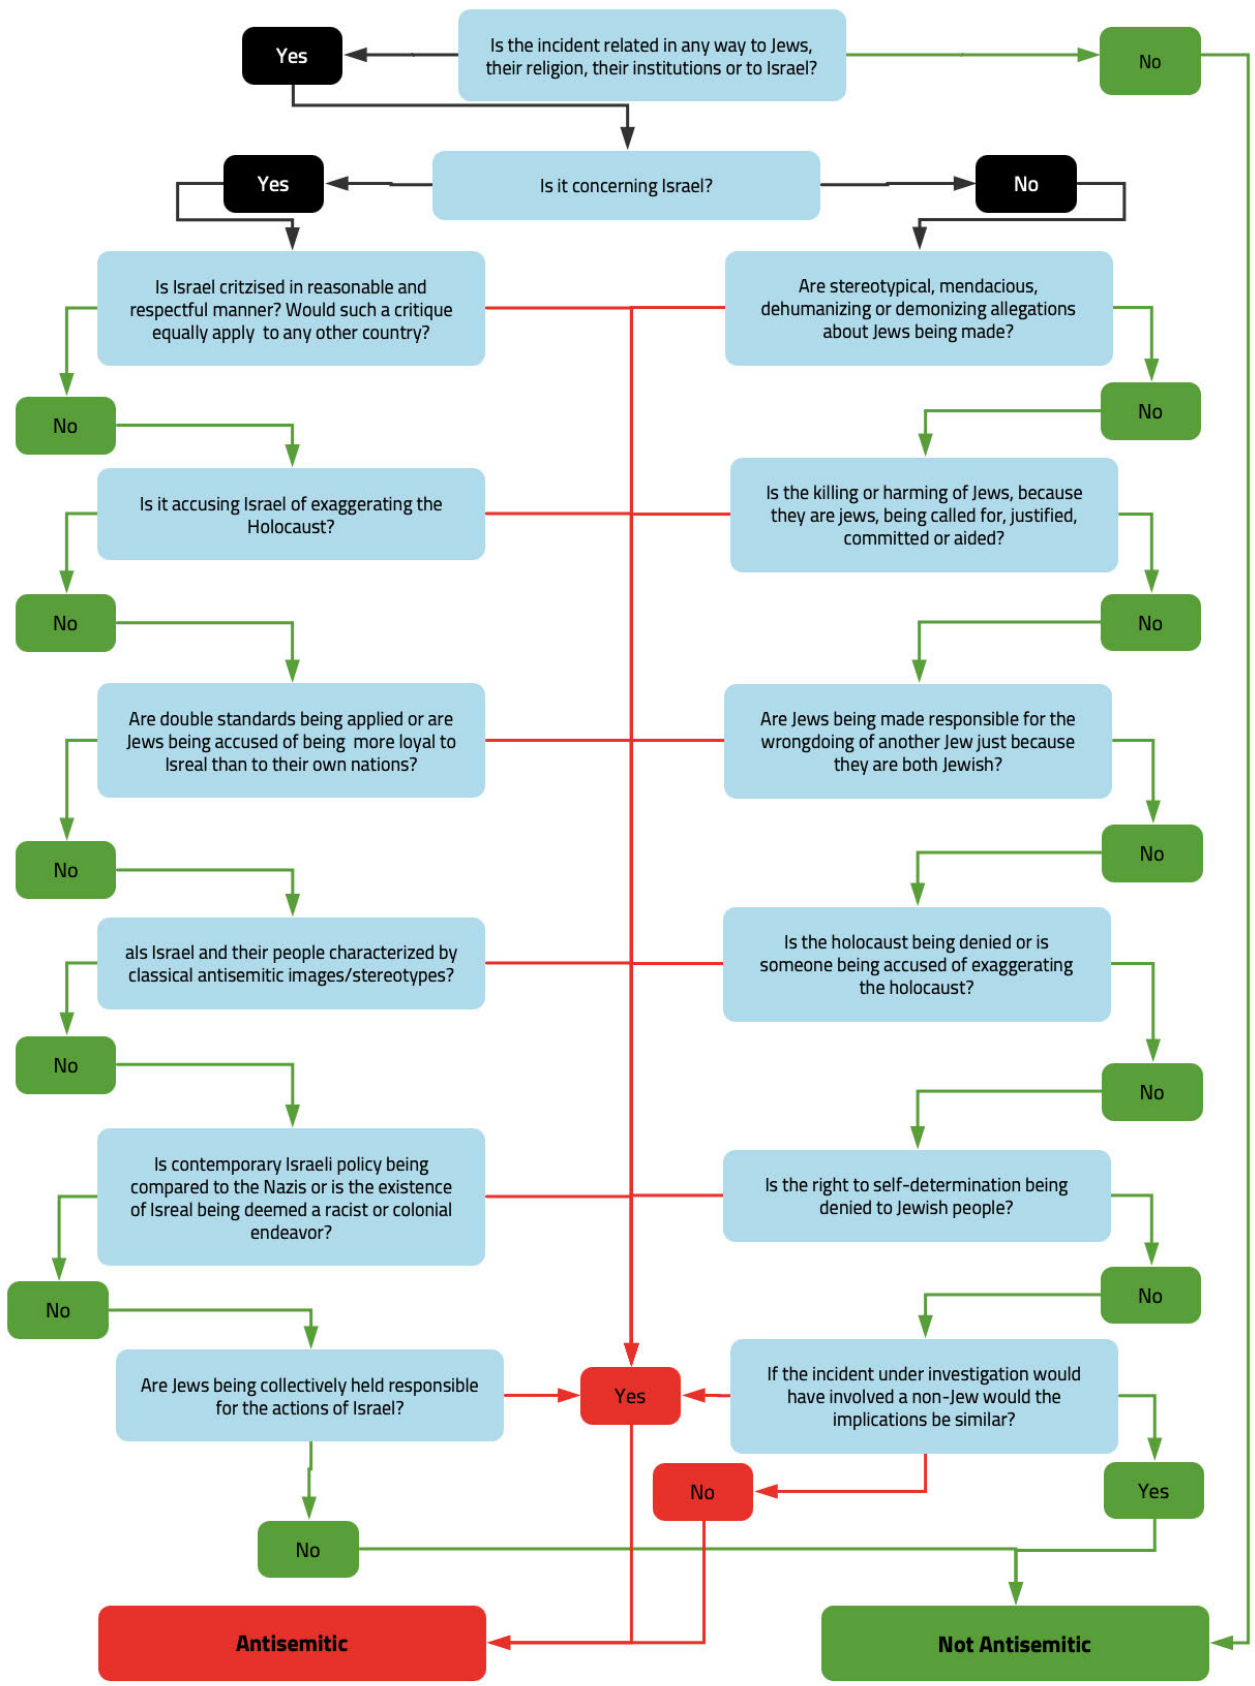 Is the incident related in any way to Jews,
their religion, their institutions or to Israel?
Yes
No
Is it concerning Israel?
Yes
No
Is Israel critzised in reasonable and
respectful manner? Would such a critique
equally apply to any other country?
Are stereotypical, mendacious,
dehumanizing or demonizing allegations
about Jews being made?
No
No
Is it accusing Israel of exaggerating the
Holocaust?
Is the killing or harming of Jews, because
they are jews, being called for, justified,
committed or aided?
No
No
Are double standards being applied or are
Jews being accused of being more loyal to
Isreal than to their own nations?
Are Jews being made responsible for the
wrongdoing of another Jew just because
they are both Jewish?
No
No
als Israel and their people characterized by
classical antisemitic images/stereotypes?
Is the holocaust being denied or is
someone being accused of exaggerating
the holocaust?
No
No
Is contemporary Israeli policy being
compared to the Nazis or is the existence
of Isreal being deemed a racist or colonial
endeavor?
Is the right to self-determination being
denied to Jewish people?
No
No
Are Jews being collectively held responsible
for the actions of Israel?
Yes
If the incident under investigation would
have involved a non-Jew would the
implications be similar?
No
Yes
No
Antisemitic
Not Antisemitic